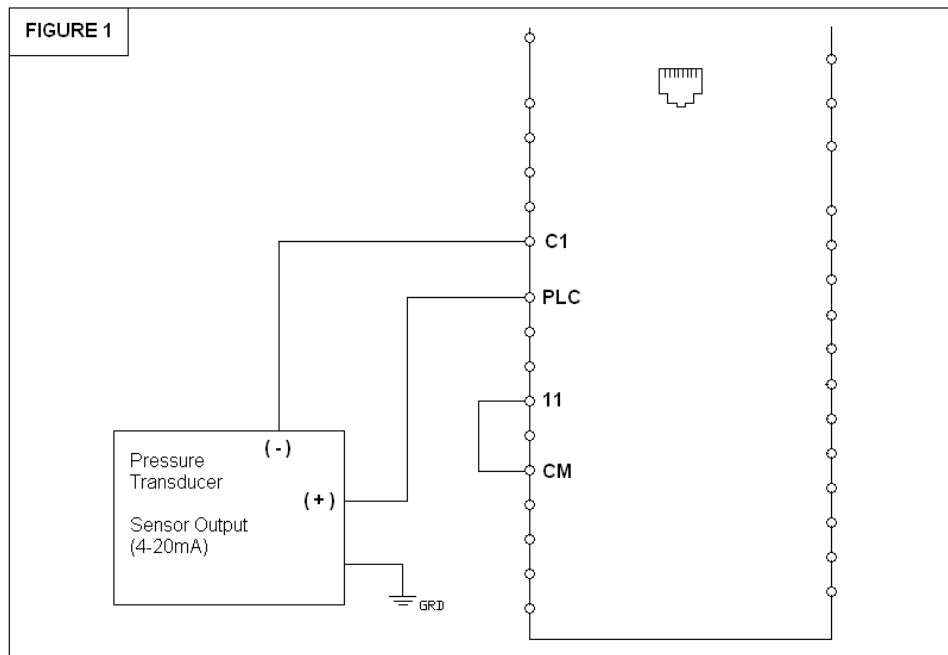 FIGURE 1
C1
PLC
11
CM
(-)
Pressure
Transducer
(+)
Sensor Output
(4-20mA)
GRD